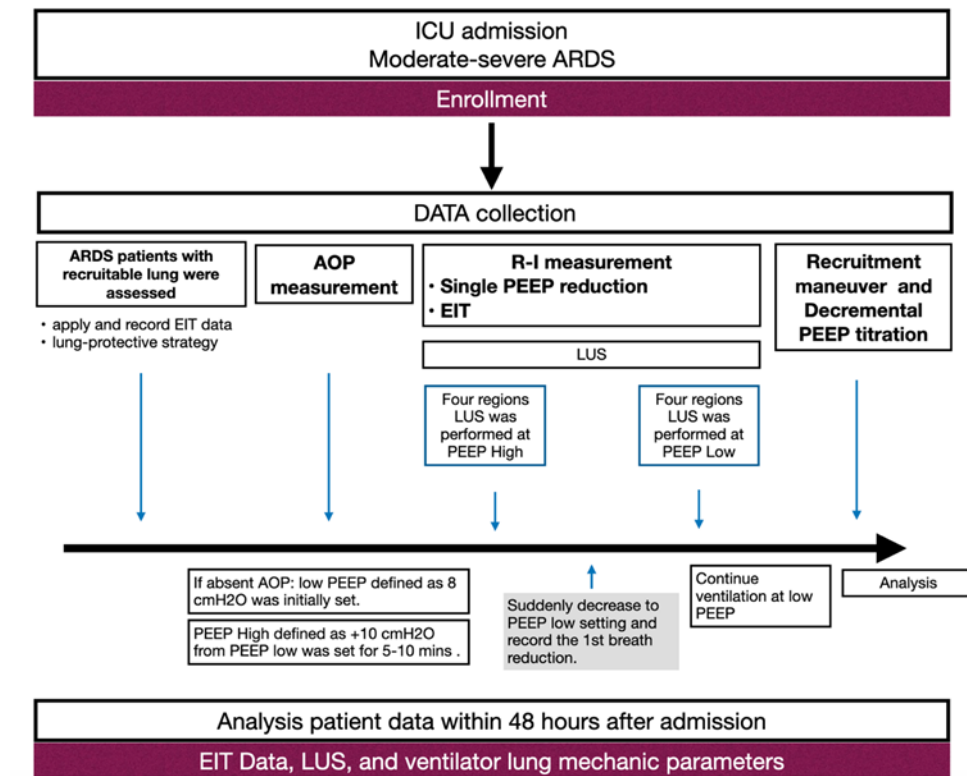 ICU admission
Moderate-severe ARDS
Enrollment
DATA collection
ARDS patients with
recruitable lung were
assessed
• apply and record EIT data
• lung-protective strategy
AOP
measurement
R-I measurement
• Single PEEP reduction
• EIT
LUS
Four regions
LUS was
performed at
PEEP High
Four regions
LUS was
performed at
PEEP Low
Recruitment
maneuver and
Decremental
PEEP titration
If absent AOP: low PEEP defined as 8
cmH2O was initially set.
PEEP High defined as +10 cmH2O
from PEEP low was set for 5-10 mins .
Suddenly decrease to
PEEP low setting and
record the 1st breath
reduction.
Continue
ventilation at low
PEEP
Analysis
Analysis patient data within 48 hours after admission
EIT Data, LUS, and ventilator lung mechanic parameters